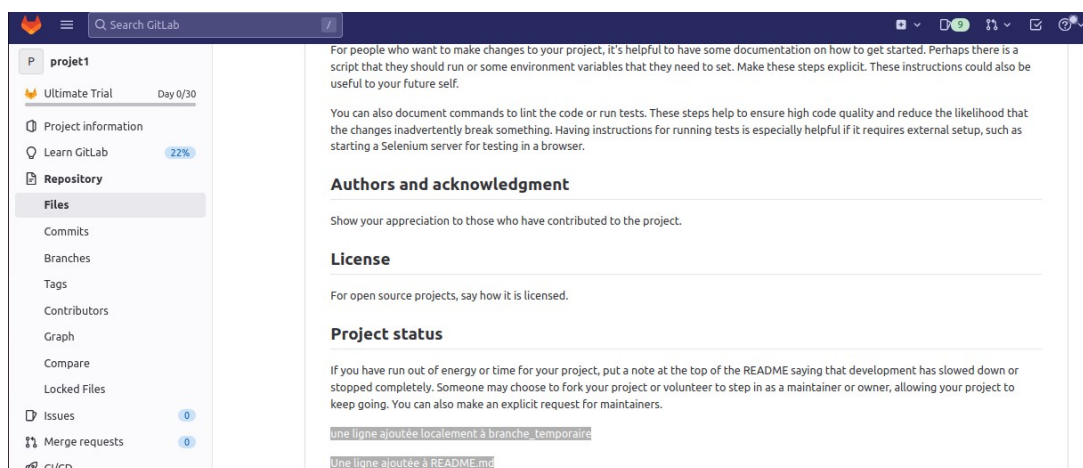 Search GitLab
/
9
P projet1
Ultimate Trial Day 0/30
Project information
Learn GitLab 22%
Repository
Files
Commits
Branches
Tags
Contributors
Graph
Compare
Locked Files
Issues 0
Merge requests 0
CI/CD
For people who want to make changes to your project, it's helpful to have some documentation on how to get started. Perhaps there is a
script that they should run or some environment variables that they need to set. Make these steps explicit. These instructions could also be
useful to your future self.
You can also document commands to lint the code or run tests. These steps help to ensure high code quality and reduce the likelihood that
the changes inadvertently break something. Having instructions for running tests is especially helpful if it requires external setup, such as
starting a Selenium server for testing in a browser.
Authors and acknowledgment
Show your appreciation to those who have contributed to the project.
License
For open source projects, say how it is licensed.
Project status
If you have run out of energy or time for your project, put a note at the top of the README saying that development has slowed down or
stopped completely. Someone may choose to fork your project or volunteer to step in as a maintainer or owner, allowing your project to
keep going. You can also make an explicit request for maintainers.
une ligne ajoutée localement à branche_temporaire
Une ligne ajoutée à README.md